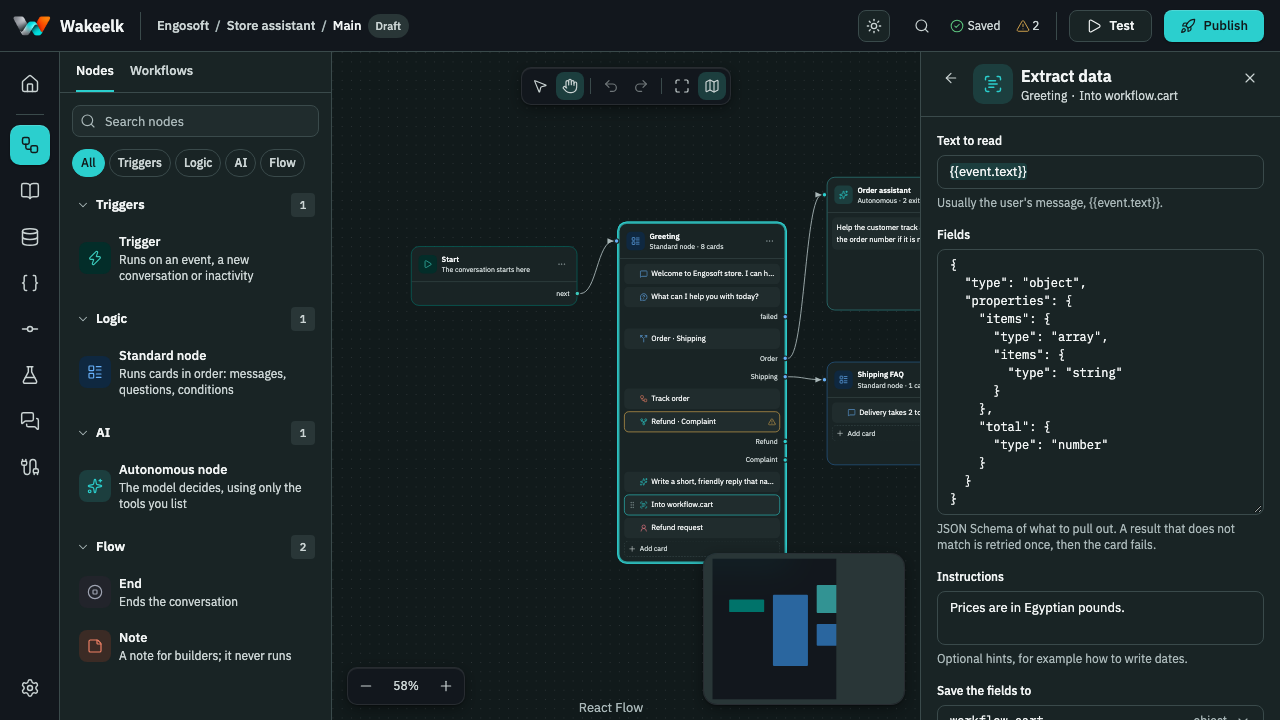 Wakeelk
Engosoft / Store assistant / Main Draft
Saved 2 Test Publish
Nodes Workflows
Search nodes
All Triggers Logic AI Flow
Triggers 1
Trigger
Runs on an event, a new
conversation or inactivity
Logic 1
Standard node
Runs cards in order: messages,
questions, conditions
AI 1
Autonomous node
The model decides, using only the
tools you list
Flow 2
End
Ends the conversation
Note
A note for builders; it never runs
Start
The conversation starts here
next
Greeting
Standard node · 8 cards
Welcome to Engosoft store. I can h...
What can I help you with today?
failed
Order · Shipping
Order
Shipping
Track order
Refund · Complaint
Refund
Complaint
Write a short, friendly reply that na...
Into workflow.cart
Refund request
+ Add card
Order assistant
Autonomous · 2 exit
Help the customer track
the order number if it is
Shipping FAQ
Standard node · 1 ca
Delivery takes 2 to
+ Add card
58%
React Flow
Extract data
Greeting · Into workflow.cart
Text to read
{{event.text}}
Usually the user's message, {{event.text}}.
Fields
{
  "type": "object",
  "properties": {
    "items": {
      "type": "array",
      "items": {
        "type": "string"
      }
    },
    "total": {
      "type": "number"
    }
  }
}
JSON Schema of what to pull out. A result that does not
match is retried once, then the card fails.
Instructions
Prices are in Egyptian pounds.
Optional hints, for example how to write dates.
Save the fields to
workflow.cart object